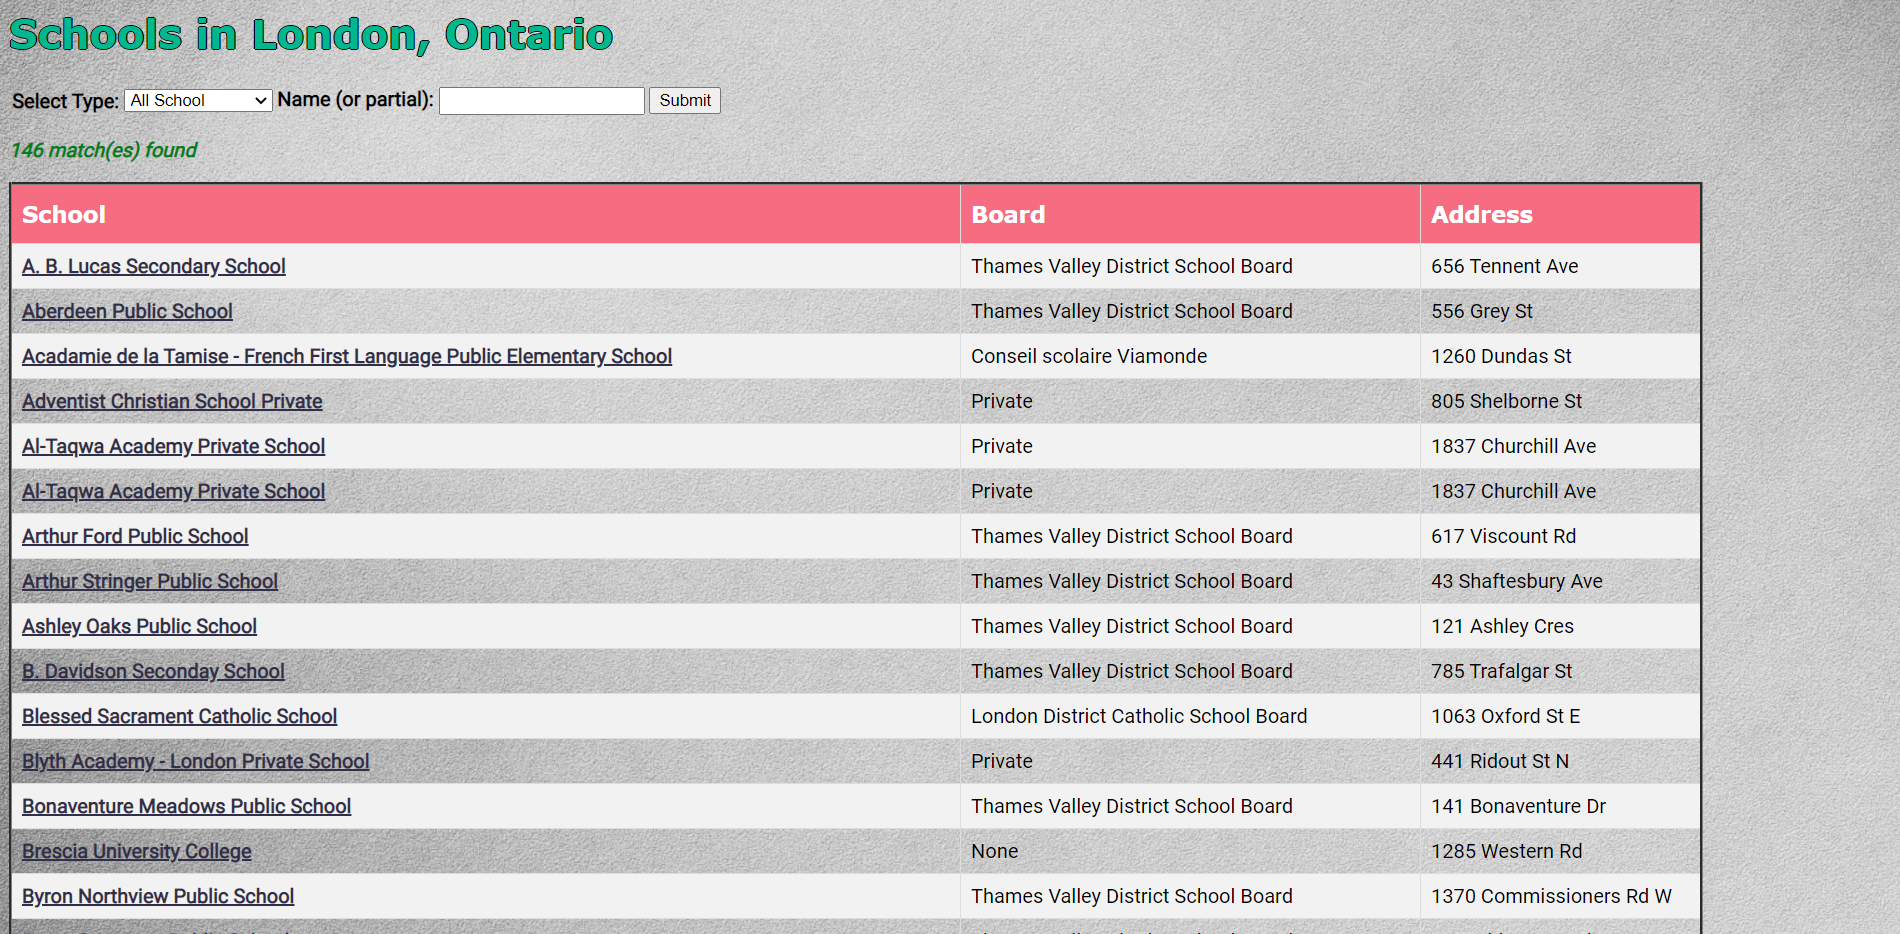 Schools in London, Ontario
Select Type: All School Name (or partial): Submit
146 match(es) found
School Board Address
A. B. Lucas Secondary School Thames Valley District School Board 656 Tennent Ave
Aberdeen Public School Thames Valley District School Board 556 Grey St
Acadamie de la Tamise - French First Language Public Elementary School Conseil scolaire Viamonde 1260 Dundas St
Adventist Christian School Private Private 805 Shelborne St
Al-Taqwa Academy Private School Private 1837 Churchill Ave
Al-Taqwa Academy Private School Private 1837 Churchill Ave
Arthur Ford Public School Thames Valley District School Board 617 Viscount Rd
Arthur Stringer Public School Thames Valley District School Board 43 Shaftesbury Ave
Ashley Oaks Public School Thames Valley District School Board 121 Ashley Cres
B. Davidson Seconday School Thames Valley District School Board 785 Trafalgar St
Blessed Sacrament Catholic School London District Catholic School Board 1063 Oxford St E
Blyth Academy - London Private School Private 441 Ridout St N
Bonaventure Meadows Public School Thames Valley District School Board 141 Bonaventure Dr
Brescia University College None 1285 Western Rd
Byron Northview Public School Thames Valley District School Board 1370 Commissioners Rd W